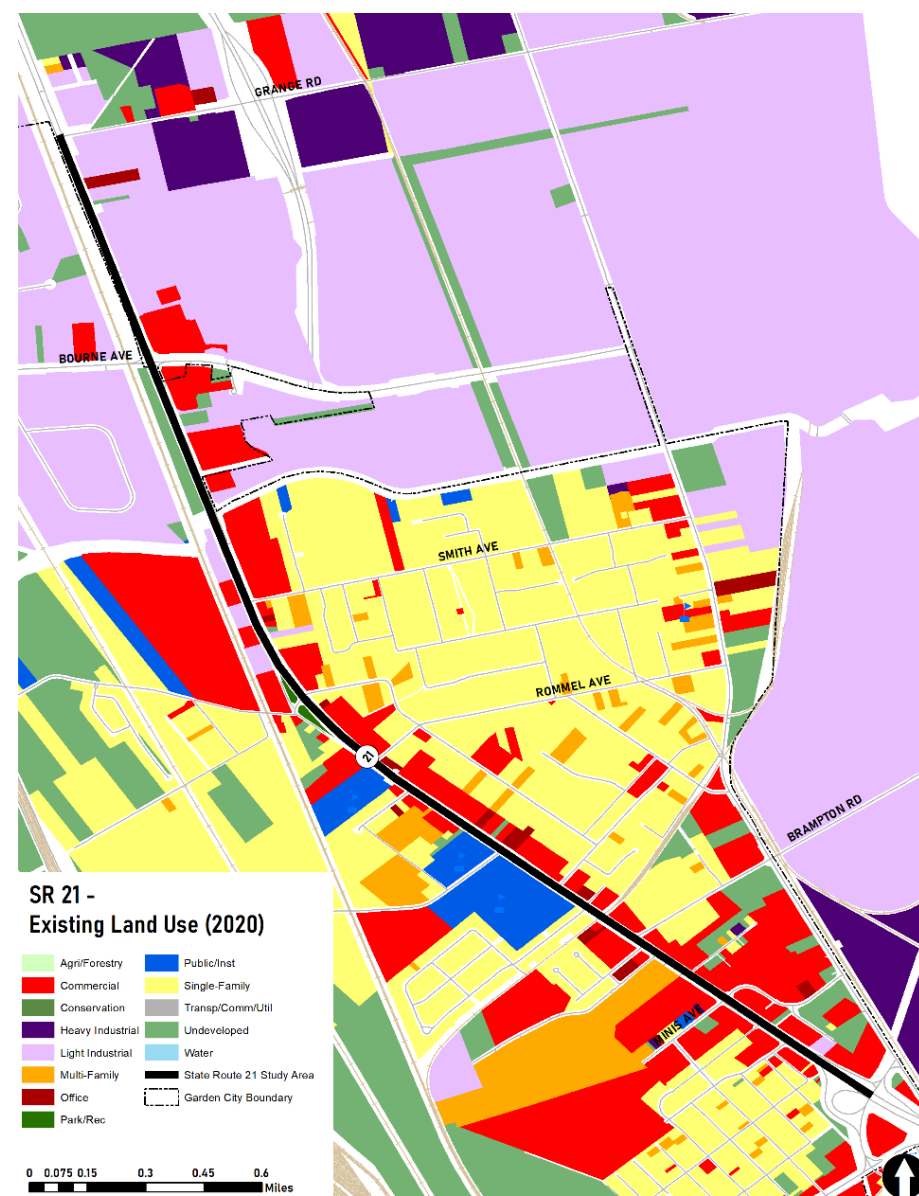 GRANGE RD
BOURNE AVE
SMITH AVE
ROMMEL AVE
21
BRAMPTON RD
MINIS AVE
SR 21 -
Existing Land Use (2020)
Agri/Forestry
Commercial
Conservation
Heavy Industrial
Light Industrial
Multi-Family
Office
Park/Rec
Public/Inst
Single-Family
Transp/Comm/Util
Undeveloped
Water
State Route 21 Study Area
Garden City Boundary
0 0.075 0.15 0.3 0.45 0.6
Miles